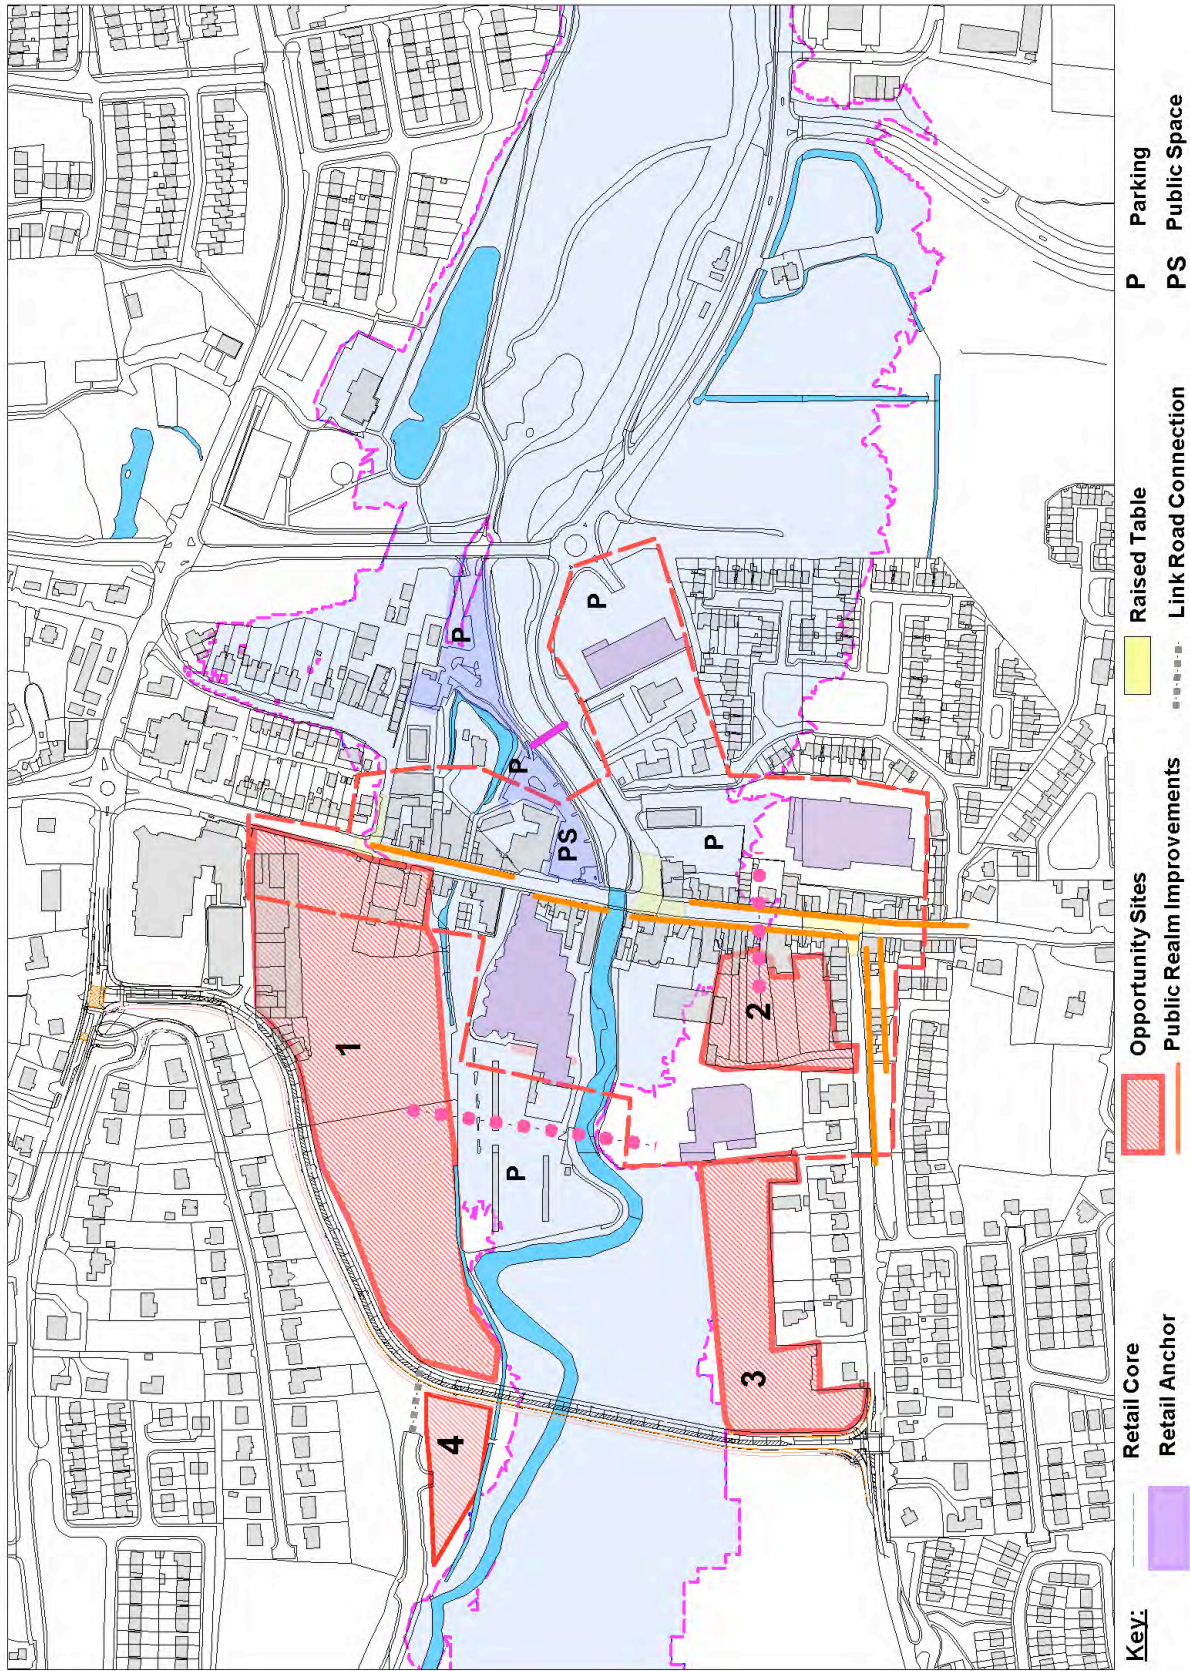 1
2
3
4
P
P
P
P
P
PS
Key:
Retail Core
Opportunity Sites
Raised Table
P Parking
Retail Anchor
Public Realm Improvements
Link Road Connection
PS Public Space